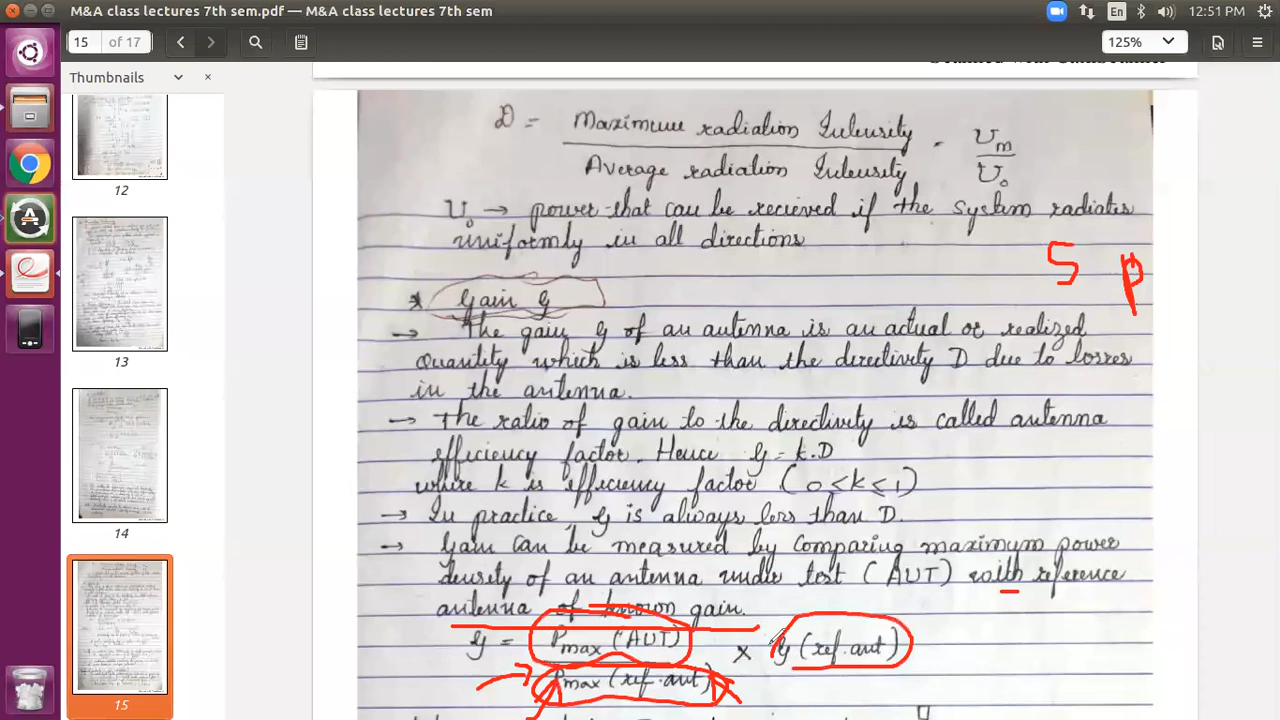 M&A class lectures 7th sem.pdf — M&A class lectures 7th sem
En 12:51 PM
15 of 17
125%
Thumbnails
12
13
14
15
D = Maximum radiation Intensity
Average radiation Intensity
= Um
U₀
U₀ → power that can be recieved if the system radiates
uniformly in all directions
S P
* Gain G
→ The gain G of an antenna is an actual or realized
quantity which is less than the directivity D due to losses
in the antenna.
→ The ratio of gain to the directivity is called antenna
efficiency factor. Hence G = k.D
where k is efficiency factor (0<k<1)
→ In practice, G is always less than D.
→ Gain can be measured by comparing maximum power
density of an antenna under test (AUT) with reference
antenna of known gain.
G = Pmax (AUT) × G (ref.ant)
Pmax (ref.ant)